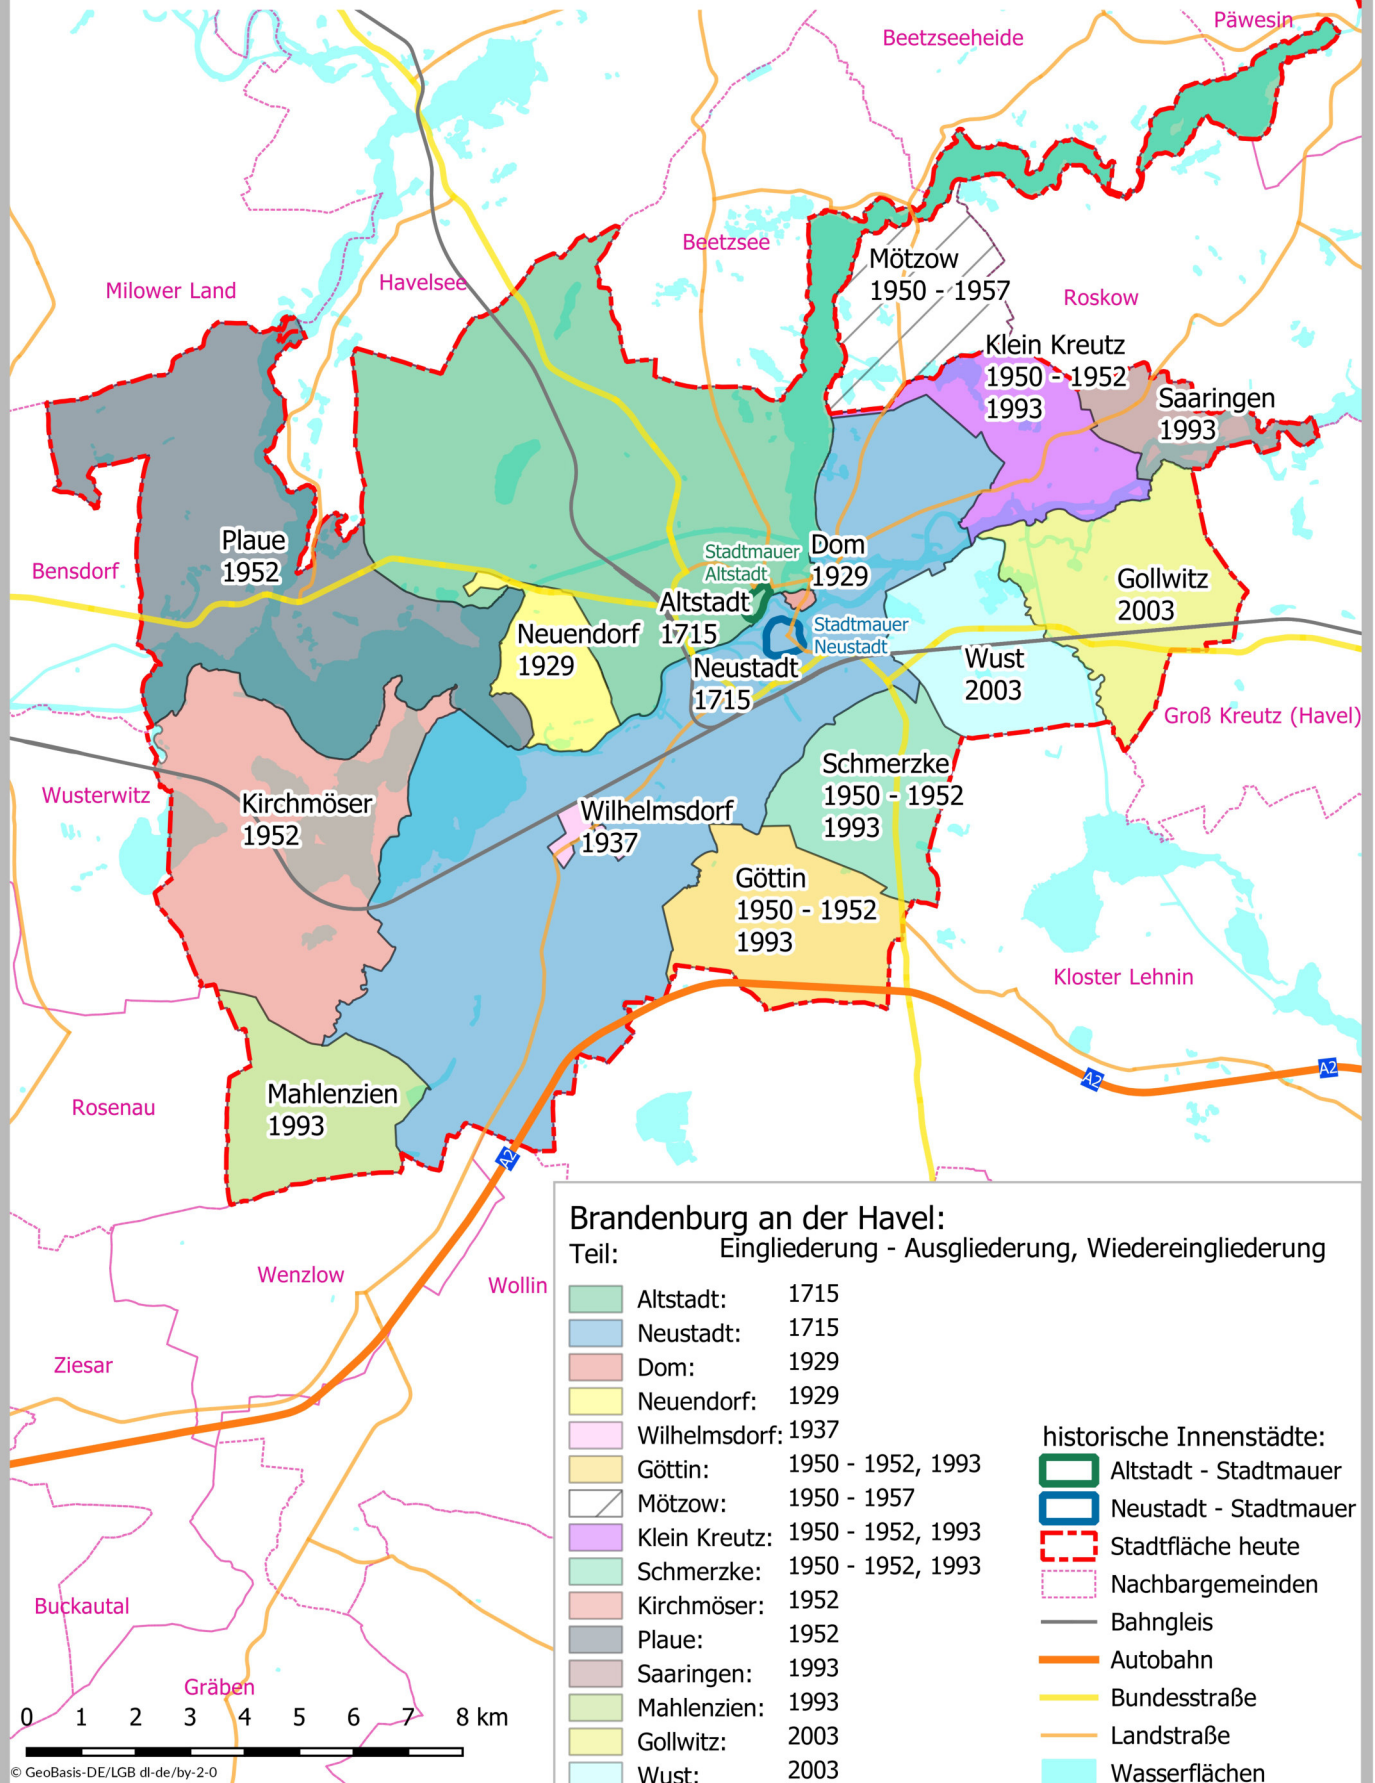 Päwesin
Beetzseeheide
Beetzsee
Mötzow
1950 - 1957
Havelsee
Milower Land
Roskow
Klein Kreutz
1950 - 1952
1993
Saaringen
1993
Plaue
1952
Bensdorf
Stadtmauer
Altstadt
Dom
1929
Altstadt
1715
Gollwitz
2003
Neuendorf
1929
Stadtmauer
Neustadt
Neustadt
1715
Wust
2003
Groß Kreutz (Havel)
Schmerzke
1950 - 1952
1993
Wusterwitz
Kirchmöser
1952
Wilhelmsdorf
1937
Göttin
1950 - 1952
1993
Kloster Lehnin
A2
A2
Mahlenzien
1993
Rosenau
A2
Wenzlow
Wollin
Ziesar
Buckautal
Gräben
Brandenburg an der Havel:
Teil: Eingliederung - Ausgliederung, Wiedereingliederung
Altstadt: 1715
Neustadt: 1715
Dom: 1929
Neuendorf: 1929
Wilhelmsdorf: 1937
Göttin: 1950 - 1952, 1993
Mötzow: 1950 - 1957
Klein Kreutz: 1950 - 1952, 1993
Schmerzke: 1950 - 1952, 1993
Kirchmöser: 1952
Plaue: 1952
Saaringen: 1993
Mahlenzien: 1993
Gollwitz: 2003
Wust: 2003
historische Innenstädte:
Altstadt - Stadtmauer
Neustadt - Stadtmauer
Stadtfläche heute
Nachbargemeinden
Bahngleis
Autobahn
Bundesstraße
Landstraße
Wasserflächen
0 1 2 3 4 5 6 7 8 km
© GeoBasis-DE/LGB dl-de/by-2-0